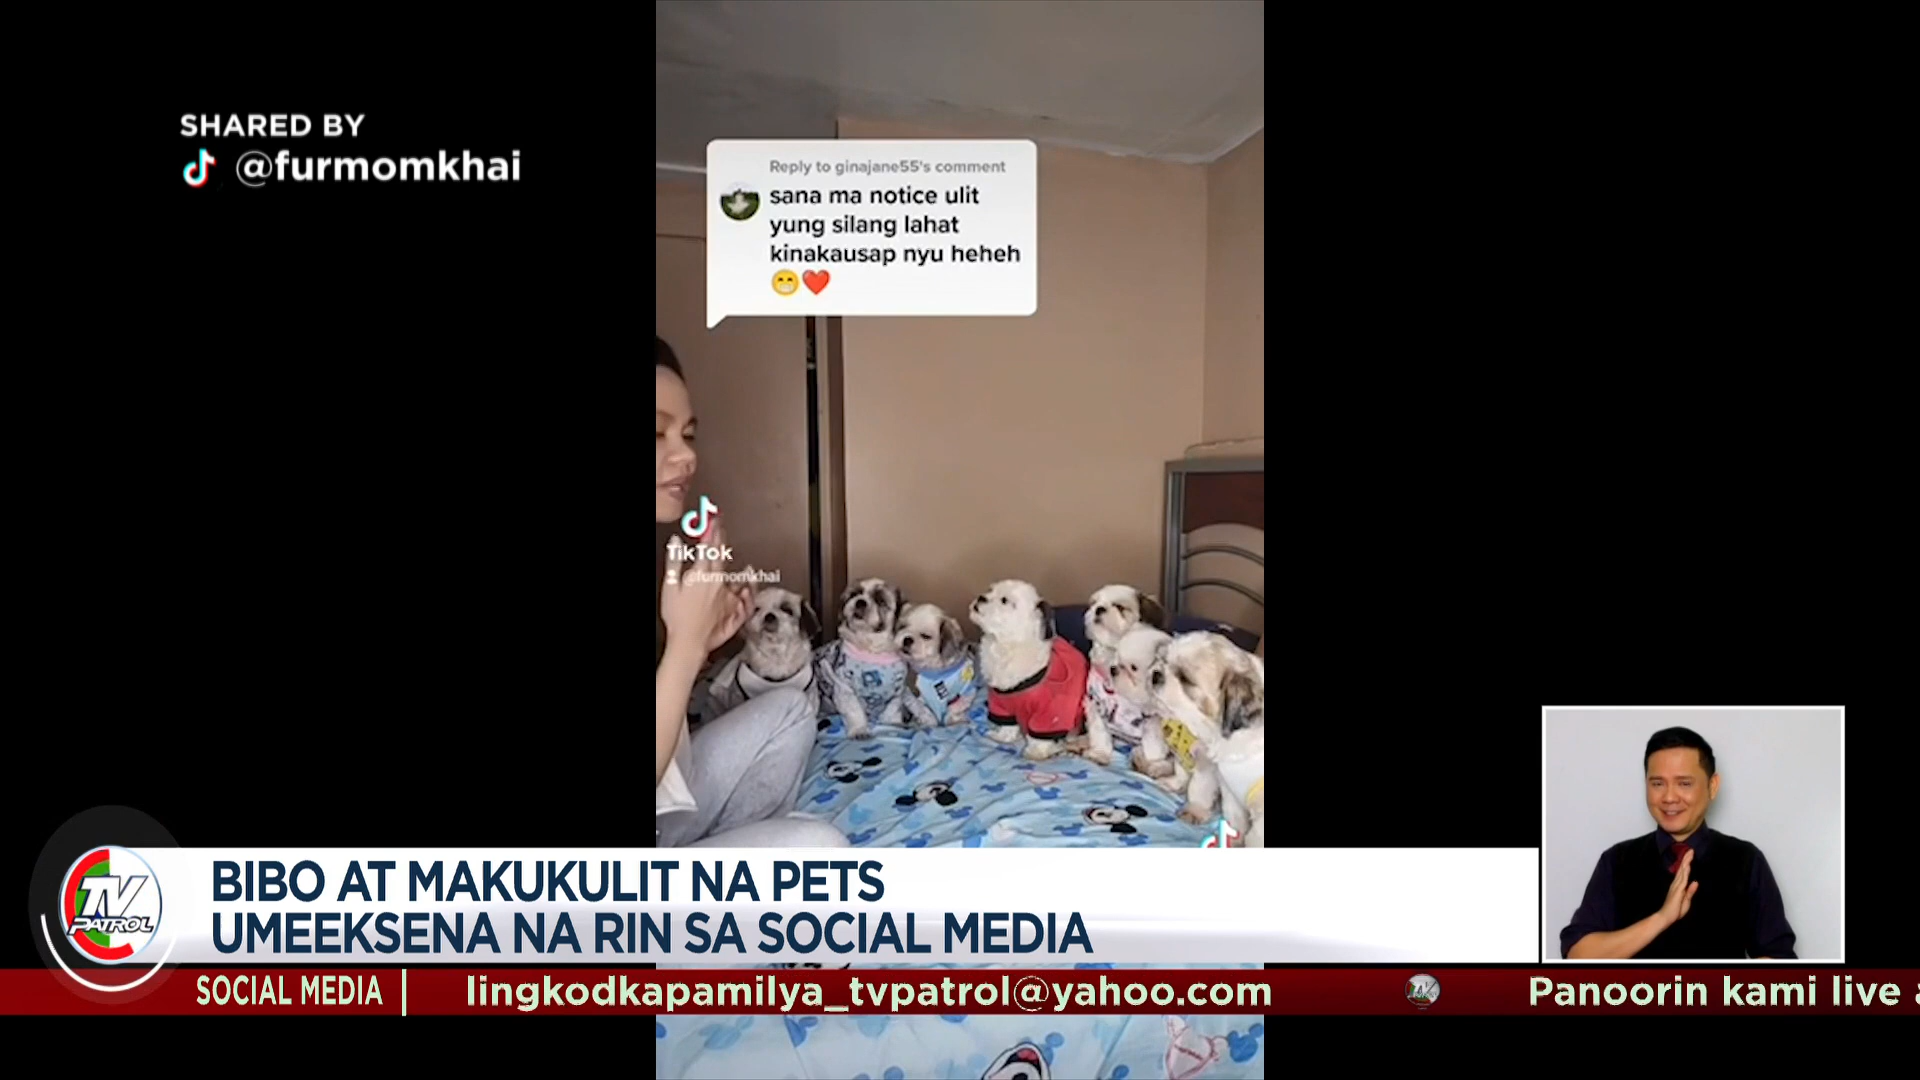 SHARED BY
@furmomkhai
Reply to ginajane55's comment
sana ma notice ulit
yung silang lahat
kinakausap nyu heheh
😁❤️
TikTok
@furmomkhai
TV
PATROL
BIBO AT MAKUKULIT NA PETS
UMEEKSENA NA RIN SA SOCIAL MEDIA
SOCIAL MEDIA | lingkodkapamilya_tvpatrol@yahoo.com Panoorin kami live a